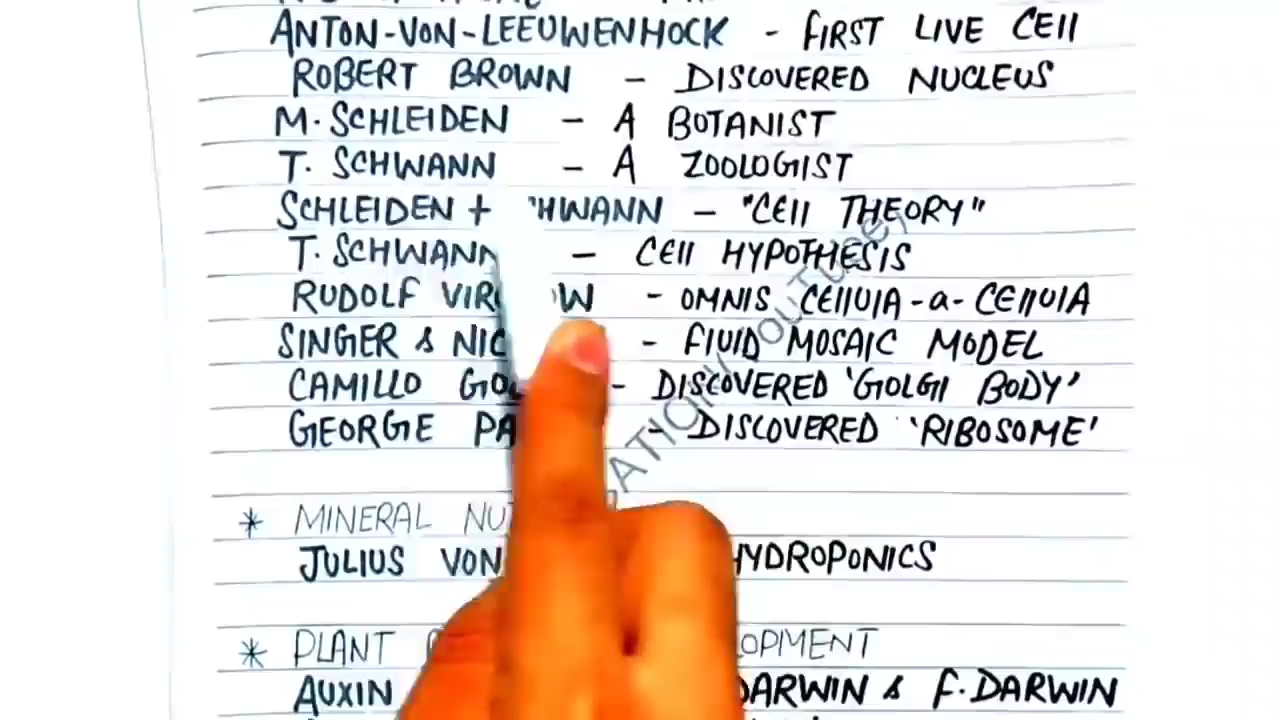 ANTON-VON-LEEUWENHOCK - FIRST LIVE CELL
ROBERT BROWN - DISCOVERED NUCLEUS
M. SCHLEIDEN - A BOTANIST
T. SCHWANN - A ZOOLOGIST
SCHLEIDEN + HWANN - "CELL THEORY"
T. SCHWANN - CELL HYPOTHESIS
RUDOLF VIR W - OMNIS CELLULA-a-CELLULA
SINGER & NIC - FLUID MOSAIC MODEL
CAMILLO GOL - DISCOVERED 'GOLGI BODY'
GEORGE PA - DISCOVERED 'RIBOSOME'
* MINERAL NU
JULIUS VON HYDROPONICS
* PLANT OPMENT
AUXIN DARWIN & F. DARWIN